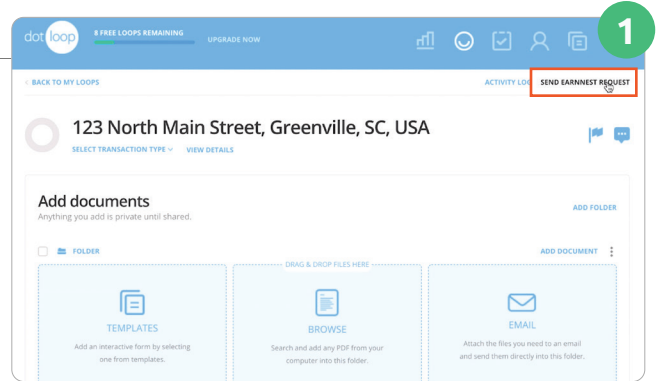 dotloop
8 FREE LOOPS REMAINING
UPGRADE NOW
1
< BACK TO MY LOOPS
ACTIVITY LOG
SEND EARNNEST REQUEST
123 North Main Street, Greenville, SC, USA
SELECT TRANSACTION TYPE
VIEW DETAILS
Add documents
Anything you add is private until shared.
ADD FOLDER
FOLDER
ADD DOCUMENT
DRAG & DROP FILES HERE
TEMPLATES
Add an interactive form by selecting
one from templates.
BROWSE
Search and add any PDF from your
computer into this folder.
EMAIL
Attach the files you need to an email
and send them directly into this folder.